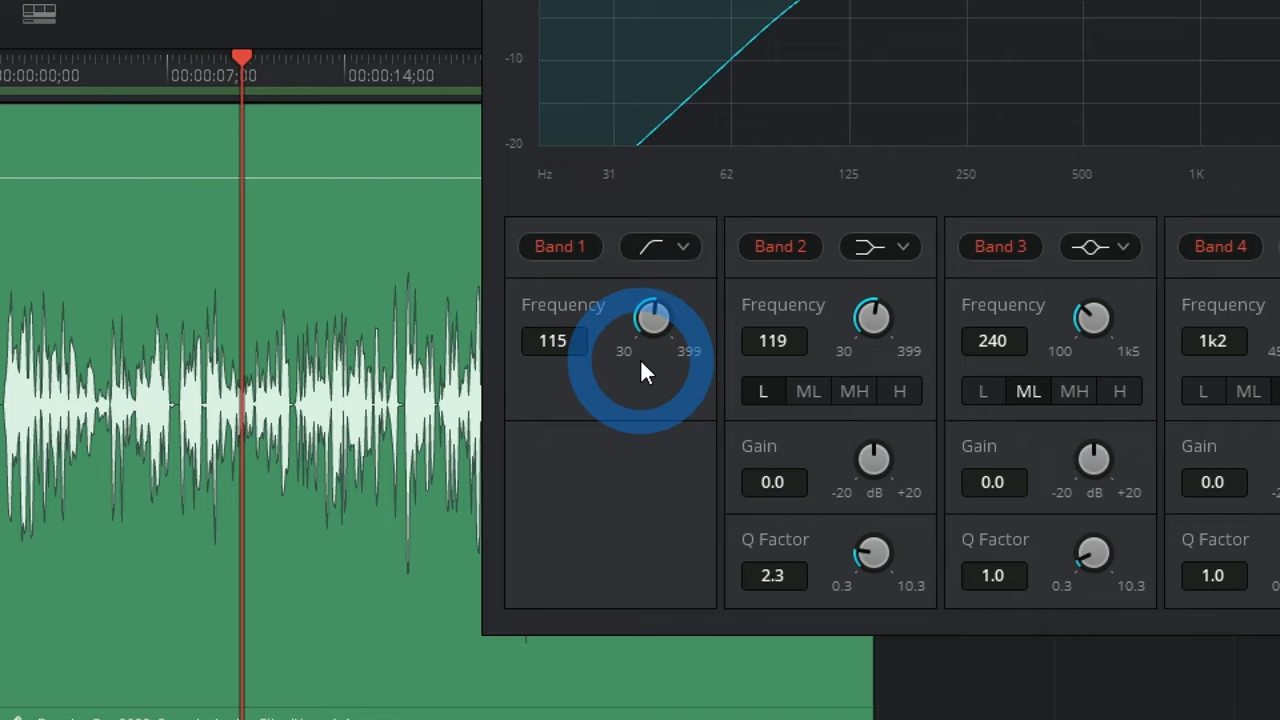 00:00:00;00 00:00:07;00 00:00:14;00
-10
-20
Hz 31 62 125 250 500 1K
Band 1 Band 2 Band 3 Band 4
Frequency Frequency Frequency Frequency
115 119 240 1k2
30 399 30 399 100 1k5
L ML MH H L ML MH H L ML
Gain Gain Gain
0.0 0.0 0.0
-20 dB +20 -20 dB +20
Q Factor Q Factor Q Factor
2.3 1.0 1.0
0.3 10.3 0.3 10.3